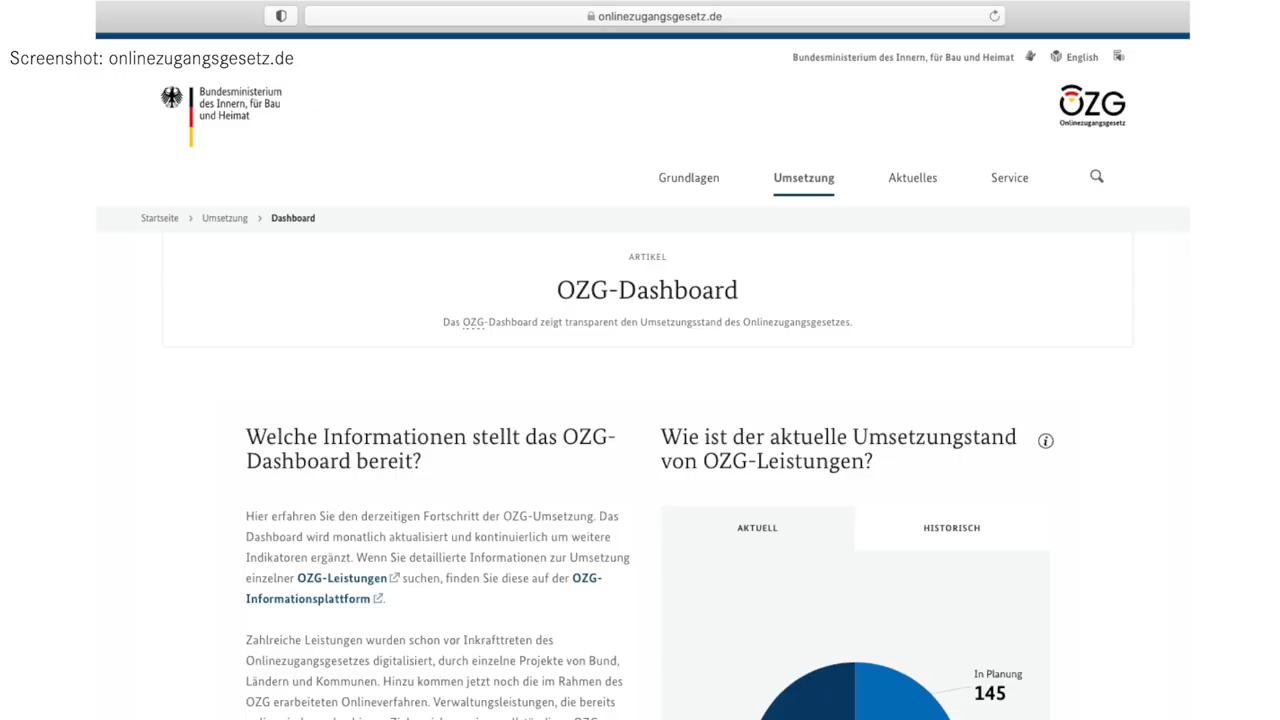 onlinezugangsgesetz.de
Screenshot: onlinezugangsgesetz.de
Bundesministerium des Innern, für Bau und Heimat
English
Bundesministerium
des Innern, für Bau
und Heimat
OZG
Onlinezugangsgesetz
Grundlagen
Umsetzung
Aktuelles
Service
Startseite > Umsetzung > Dashboard
ARTIKEL
OZG-Dashboard
Das OZG-Dashboard zeigt transparent den Umsetzungsstand des Onlinezugangsgesetzes.
Welche Informationen stellt das OZG-
Dashboard bereit?
Hier erfahren Sie den derzeitigen Fortschritt der OZG-Umsetzung. Das
Dashboard wird monatlich aktualisiert und kontinuierlich um weitere
Indikatoren ergänzt. Wenn Sie detaillierte Informationen zur Umsetzung
einzelner OZG-Leistungen suchen, finden Sie diese auf der OZG-
Informationsplattform.
Zahlreiche Leistungen wurden schon vor Inkrafttreten des
Onlinezugangsgesetzes digitalisiert, durch einzelne Projekte von Bund,
Ländern und Kommunen. Hinzu kommen jetzt noch die im Rahmen des
OZG erarbeiteten Onlineverfahren. Verwaltungsleistungen, die bereits
Wie ist der aktuelle Umsetzungstand
von OZG-Leistungen?
AKTUELL
HISTORISCH
In Planung
145